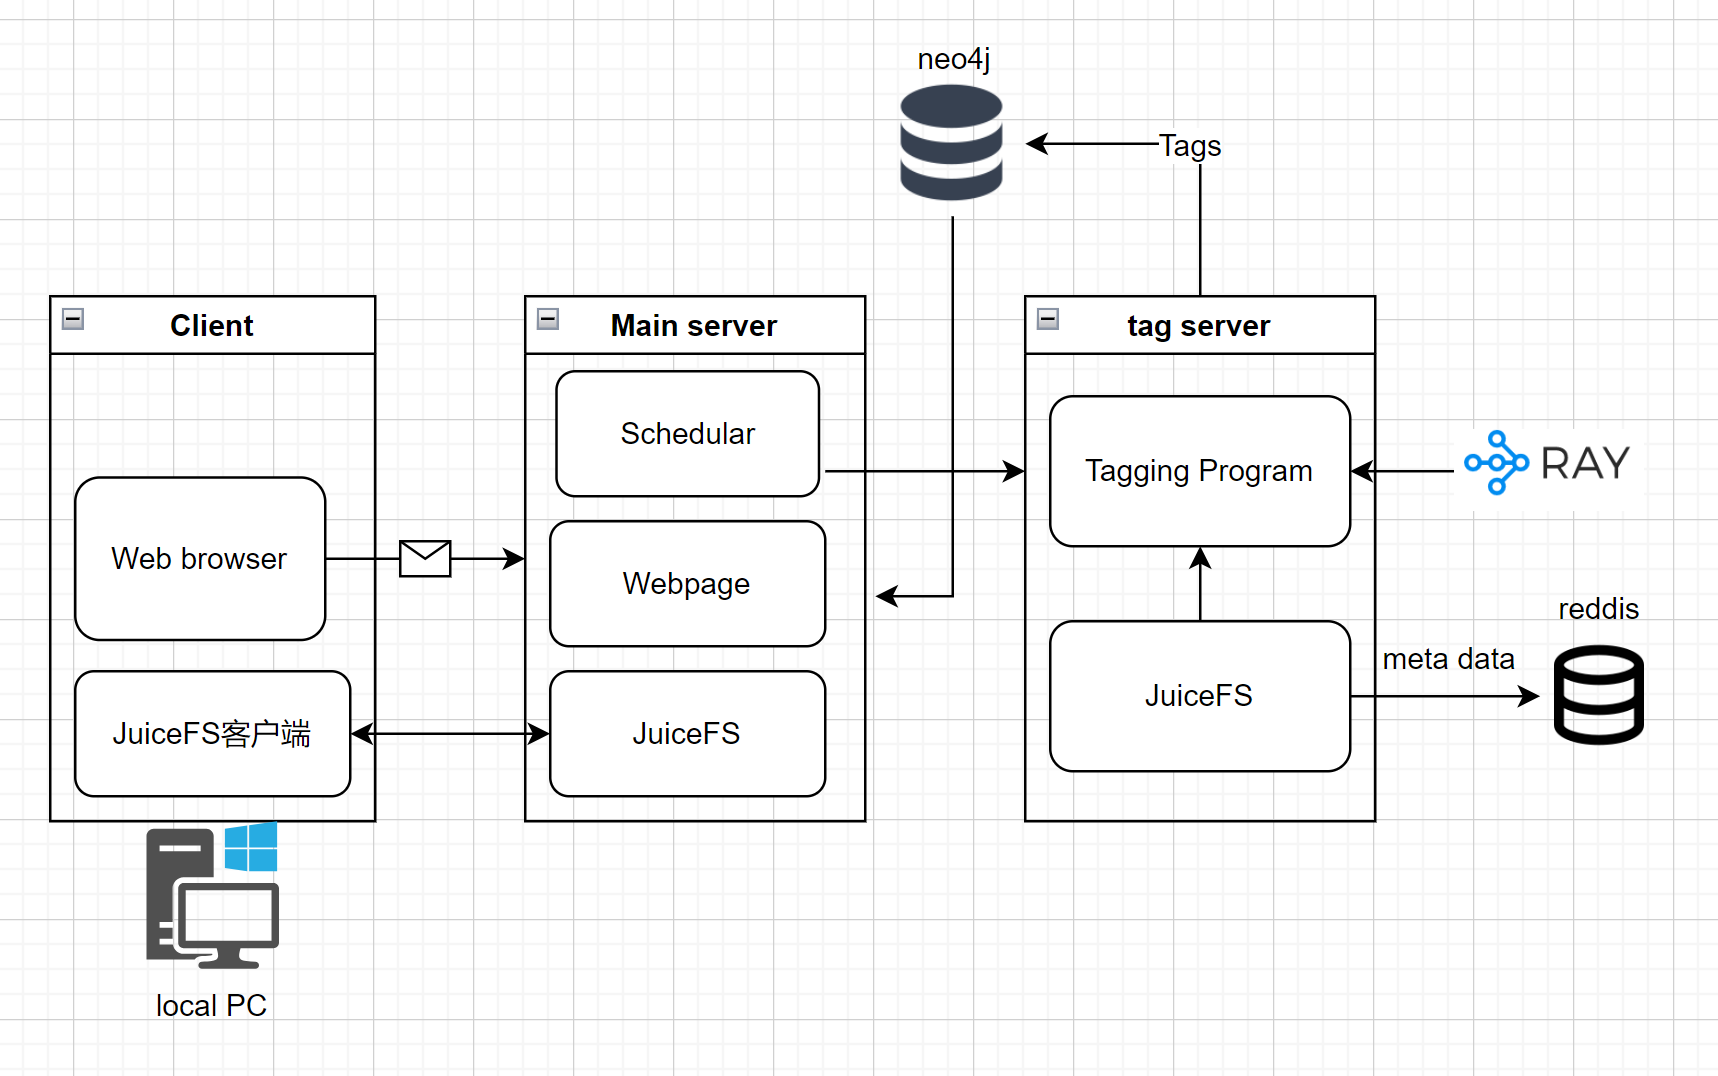 neo4j
Tags
Client
Main server
tag server
Schedular
Tagging Program
RAY
Web browser
Webpage
reddis
meta data
JuiceFS客户端
JuiceFS
JuiceFS
local PC